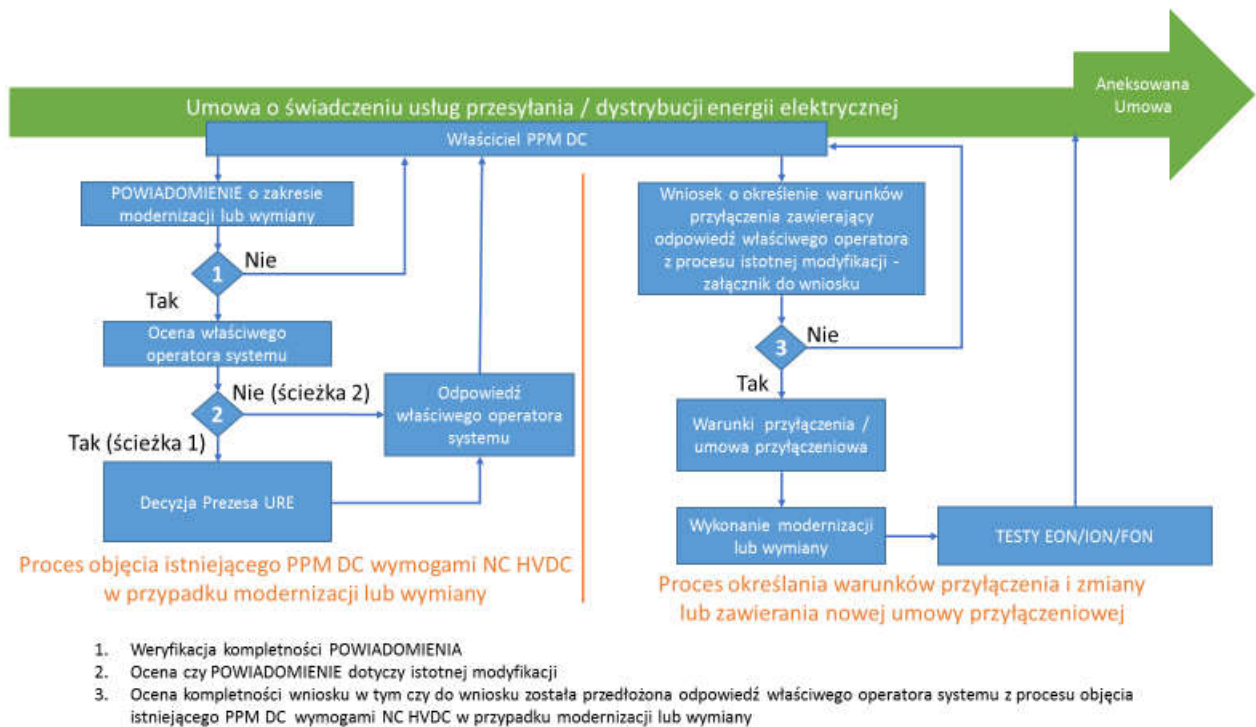 Umowa o świadczeniu usług przesyłania / dystrybucji energii elektrycznej
Aneksowana
Umowa
Właściciel PPM DC
POWIADOMIENIE o zakresie
modernizacji lub wymiany
1
Nie
Tak
Ocena właściwego
operatora systemu
2
Nie (ścieżka 2)
Tak (ścieżka 1)
Odpowiedź
właściwego operatora
systemu
Decyzja Prezesa URE
Proces objęcia istniejącego PPM DC wymogami NC HVDC
w przypadku modernizacji lub wymiany
Wniosek o określenie warunków
przyłączenia zawierający
odpowiedź właściwego operatora
z procesu istotnej modyfikacji -
załącznik do wniosku
3
Nie
Tak
Warunki przyłączenia /
umowa przyłączeniowa
Wykonanie modernizacji
lub wymiany
TESTY EON/ION/FON
Proces określania warunków przyłączenia i zmiany
lub zawierania nowej umowy przyłączeniowej
1. Weryfikacja kompletności POWIADOMIENIA
2. Ocena czy POWIADOMIENIE dotyczy istotnej modyfikacji
3. Ocena kompletności wniosku w tym czy do wniosku została przedłożona odpowiedź właściwego operatora systemu z procesu objęcia
istniejącego PPM DC wymogami NC HVDC w przypadku modernizacji lub wymiany